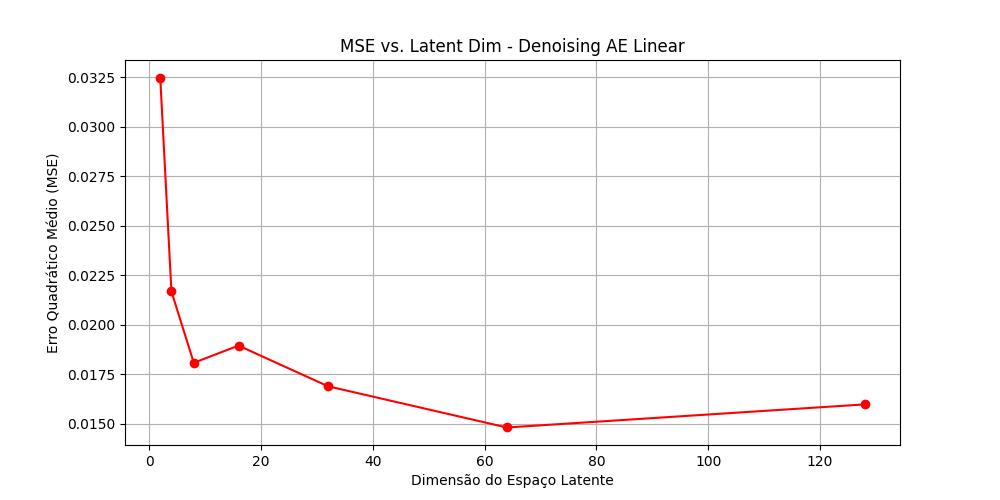 MSE vs. Latent Dim - Denoising AE Linear
Erro Quadrático Médio (MSE)
0.0325
0.0300
0.0275
0.0250
0.0225
0.0200
0.0175
0.0150
0 20 40 60 80 100 120
Dimensão do Espaço Latente